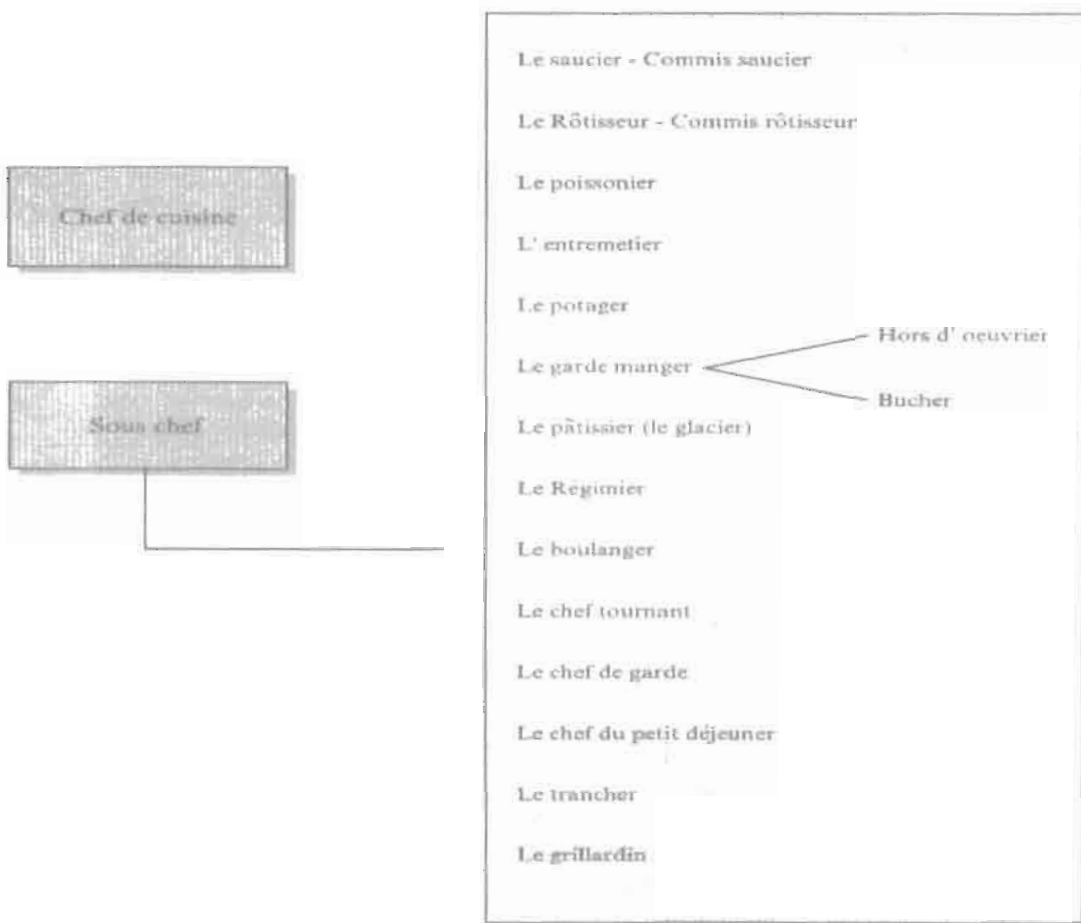 Chef de cuisine
Sous chef
Le saucier - Commis saucier
Le Rôtisseur - Commis rôtisseur
Le poissonier
L' entremetier
Le potager
Le garde manger
Hors d' oeuvrier
Bucher
Le pâtissier (le glacier)
Le Régimier
Le boulanger
Le chef tournant
Le chef de garde
Le chef du petit déjeuner
Le trancher
Le grillardin